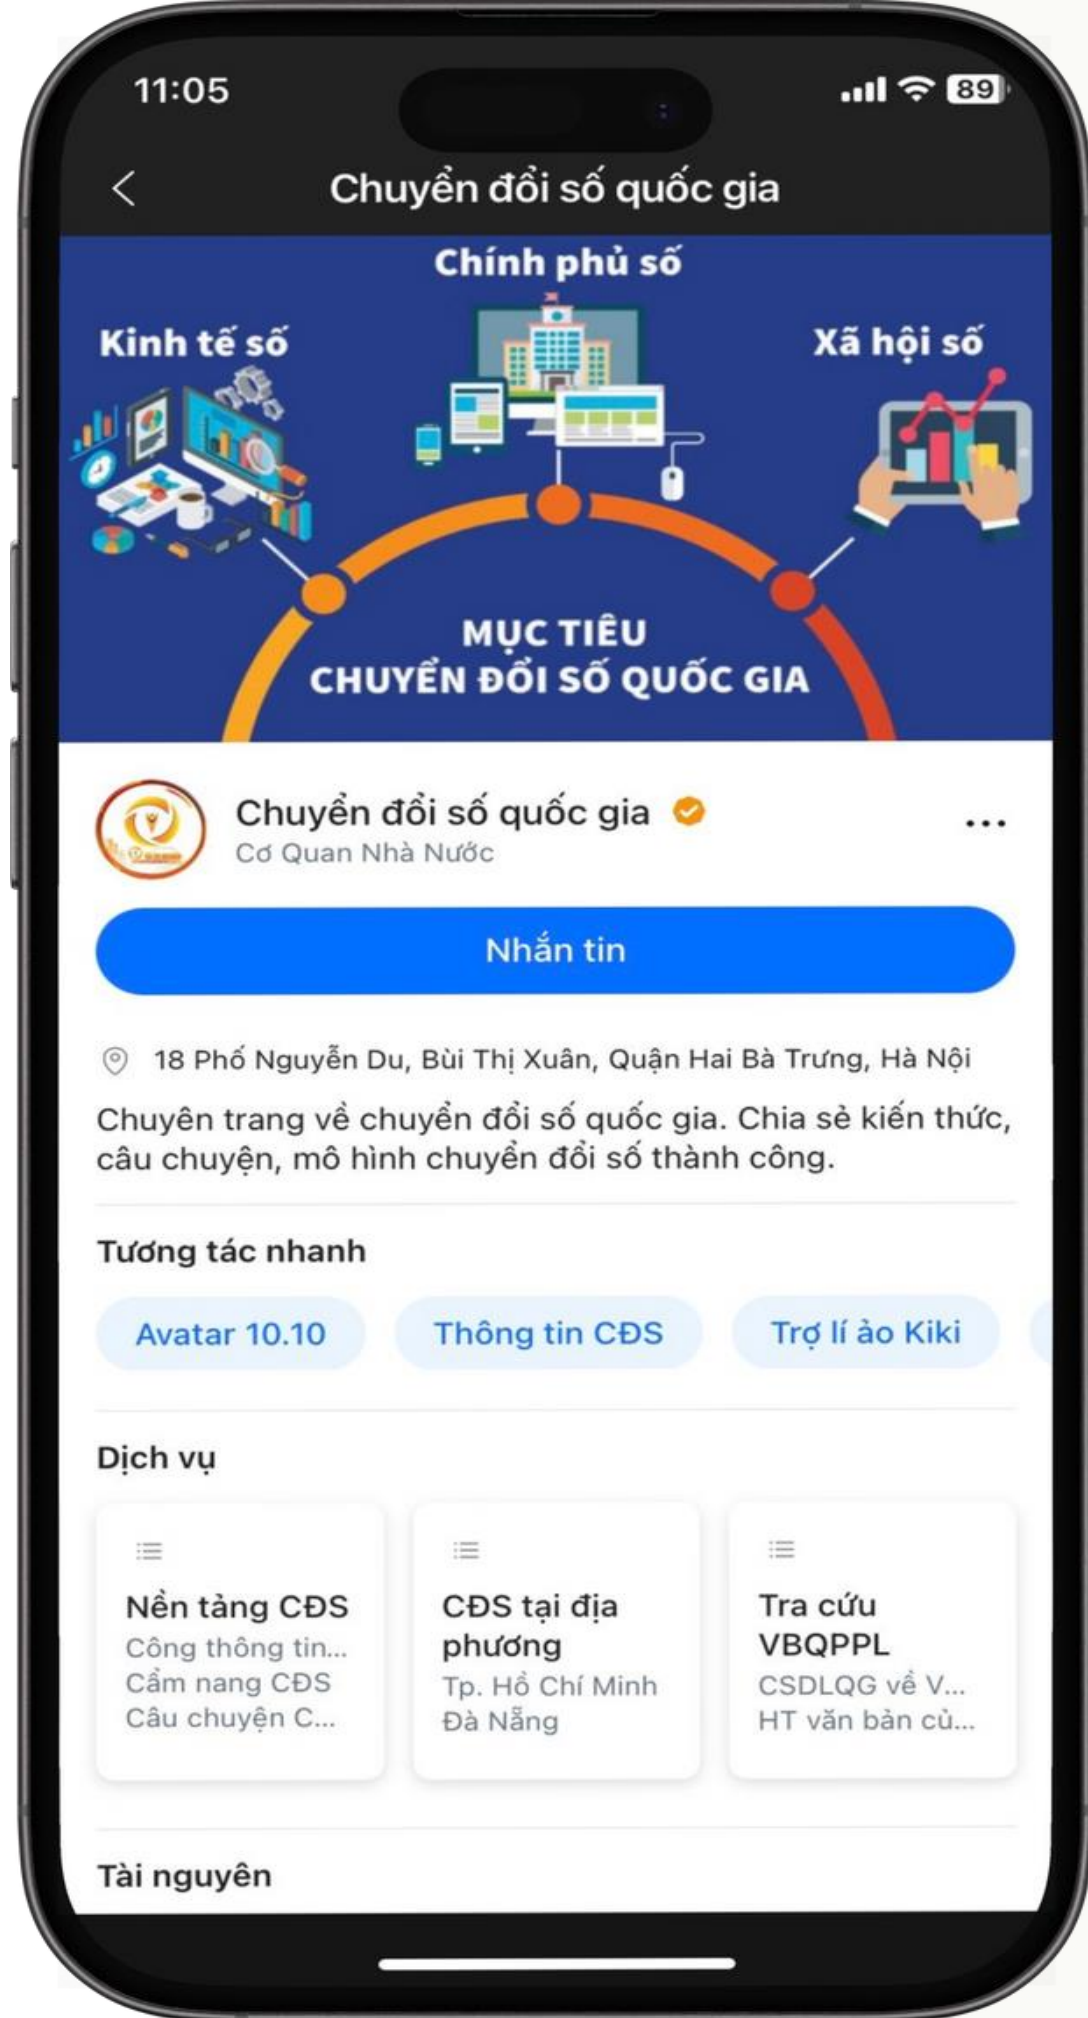 11:05
89
Chuyển đổi số quốc gia
Chính phủ số
Kinh tế số
Xã hội số
MỤC TIÊU
CHUYỂN ĐỔI SỐ QUỐC GIA
Chuyển đổi số quốc gia
Cơ Quan Nhà Nước
Nhắn tin
18 Phố Nguyễn Du, Bùi Thị Xuân, Quận Hai Bà Trưng, Hà Nội
Chuyên trang về chuyển đổi số quốc gia. Chia sẻ kiến thức,
câu chuyện, mô hình chuyển đổi số thành công.
Tương tác nhanh
Avatar 10.10
Thông tin CĐS
Trợ lí ảo Kiki
Dịch vụ
Nền tảng CĐS
Công thông tin...
Cẩm nang CĐS
Câu chuyện C...
CĐS tại địa
phương
Tp. Hồ Chí Minh
Đà Nẵng
Tra cứu
VBQPPL
CSDLQG về V...
HT văn bản củ...
Tài nguyên